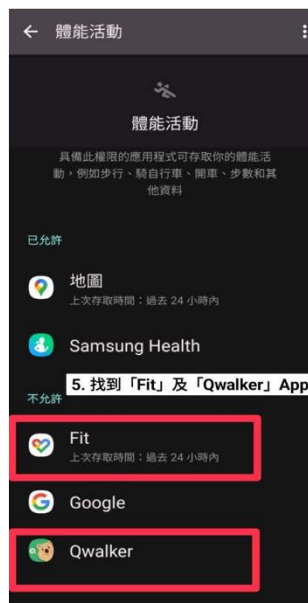 體能活動
體能活動
具備此權限的應用程式可存取你的體能活
動，例如步行、騎自行車、開車、步數和其
他資料
已允許
地圖
上次存取時間：過去 24 小時內
Samsung Health
5. 找到「Fit」及「Qwalker」App
不允許
Fit
上次存取時間：過去 24 小時內
Google
Qwalker